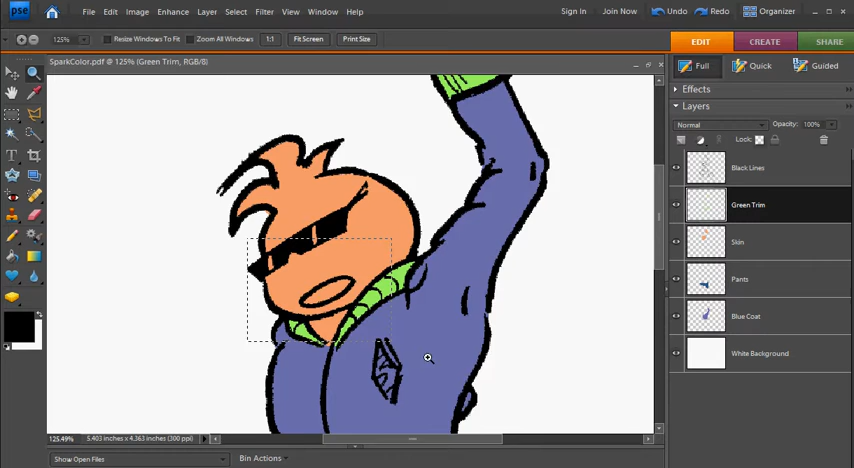 pse File Edit Image Enhance Layer Select Filter View Window Help Sign In Join Now Undo Redo Organizer
125% Resize Windows To Fit Zoom All Windows 1:1 Fit Screen Print Size EDIT CREATE SHARE
SparkColor.pdf @ 125% (Green Trim, RGB/8)
Full Quick Guided
Effects
Layers
Normal Opacity: 100%
Lock:
Black Lines
Green Trim
Skin
Pants
Blue Coat
White Background
T
125.49% 5.403 inches x 4.363 inches (300 ppi)
Show Open Files Bin Actions